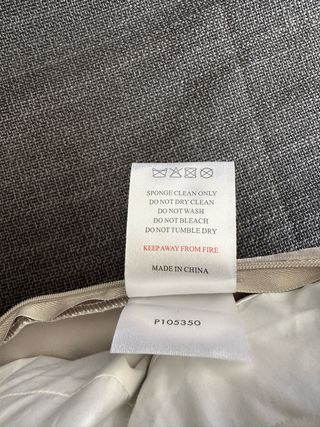 SPONGE CLEAN ONLY
DO NOT DRY CLEAN
DO NOT WASH
DO NOT BLEACH
DO NOT TUMBLE DRY
KEEP AWAY FROM FIRE
MADE IN CHINA
P105350